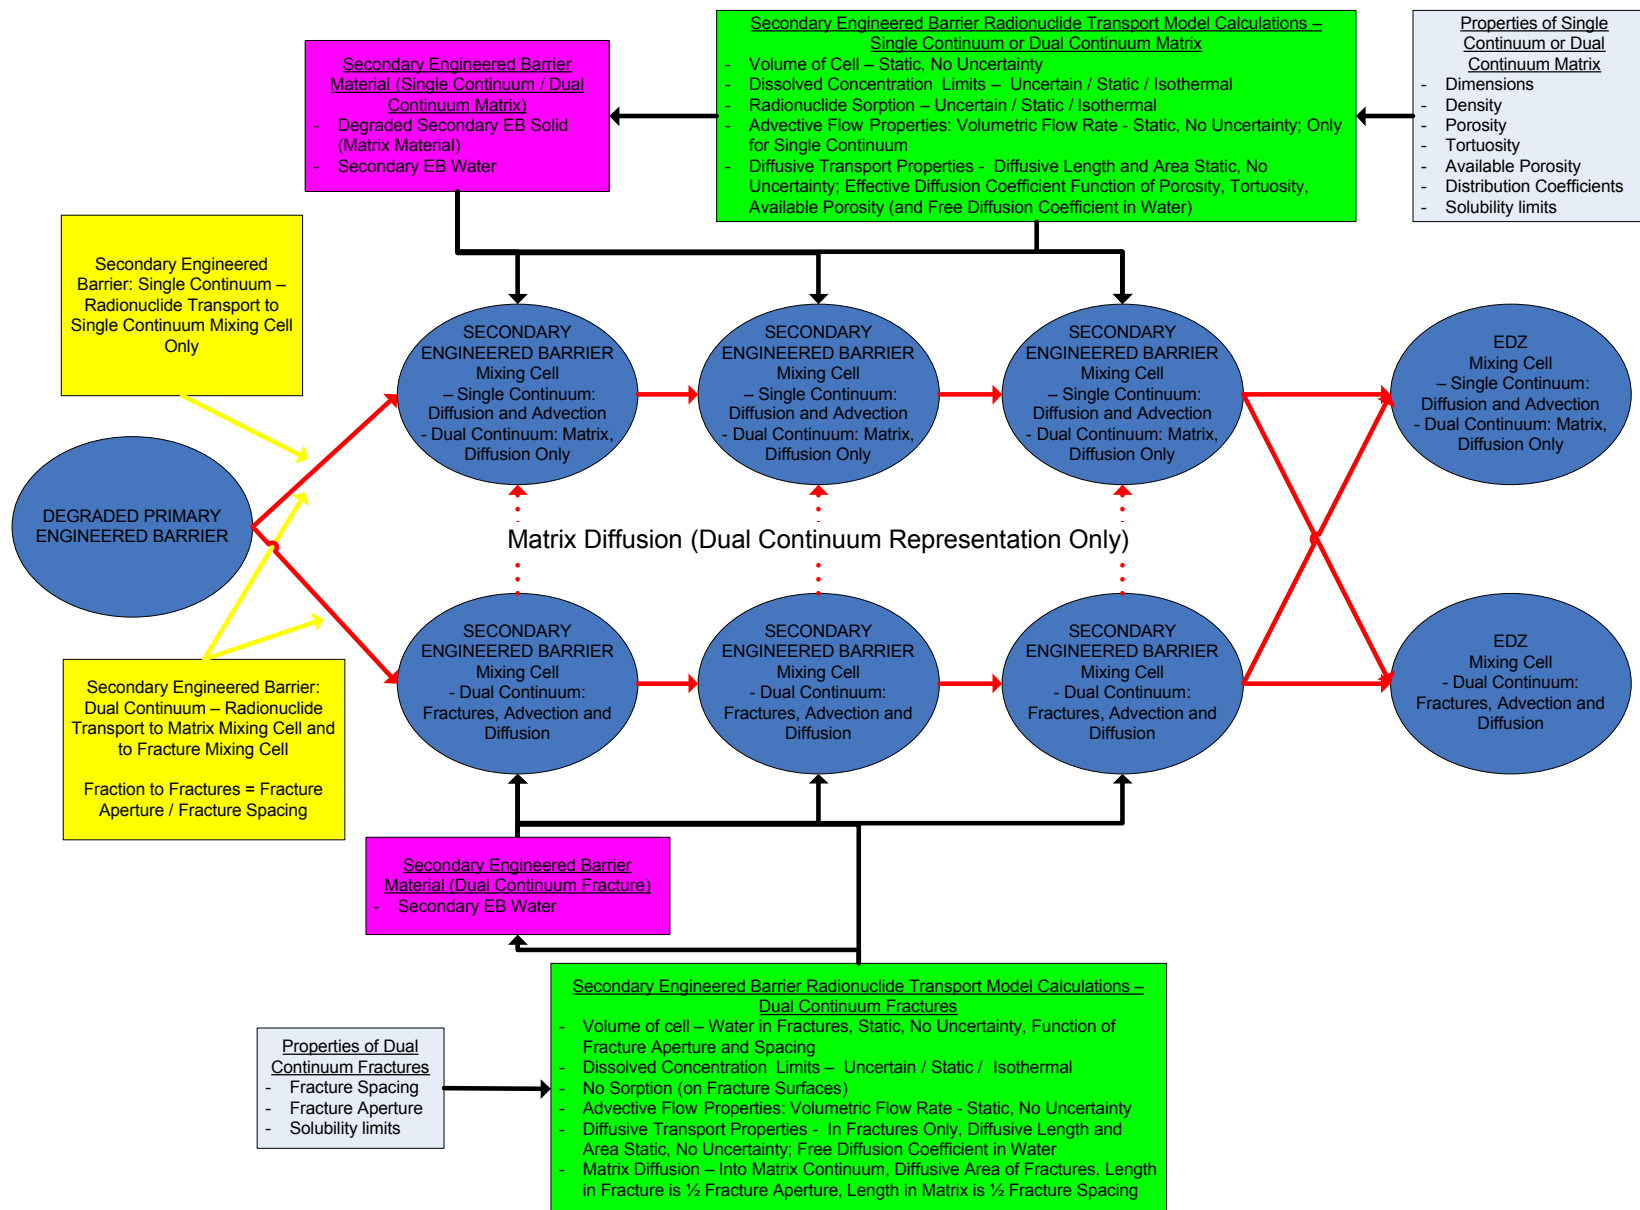 Secondary Engineered Barrier
Material (Single Continuum / Dual
Continuum Matrix)
- Degraded Secondary EB Solid
(Matrix Material)
- Secondary EB Water
Secondary Engineered Barrier Radionuclide Transport Model Calculations –
Single Continuum or Dual Continuum Matrix
- Volume of Cell – Static, No Uncertainty
- Dissolved Concentration Limits – Uncertain / Static / Isothermal
- Radionuclide Sorption – Uncertain / Static / Isothermal
- Advective Flow Properties: Volumetric Flow Rate - Static, No Uncertainty; Only
for Single Continuum
- Diffusive Transport Properties - Diffusive Length and Area Static, No
Uncertainty; Effective Diffusion Coefficient Function of Porosity, Tortuosity,
Available Porosity (and Free Diffusion Coefficient in Water)
Properties of Single
Continuum or Dual
Continuum Matrix
- Dimensions
- Density
- Porosity
- Tortuosity
- Available Porosity
- Distribution Coefficients
- Solubility limits
Secondary Engineered
Barrier: Single Continuum –
Radionuclide Transport to
Single Continuum Mixing Cell
Only
SECONDARY
ENGINEERED BARRIER
Mixing Cell
– Single Continuum:
Diffusion and Advection
- Dual Continuum: Matrix,
Diffusion Only
SECONDARY
ENGINEERED BARRIER
Mixing Cell
– Single Continuum:
Diffusion and Advection
- Dual Continuum: Matrix,
Diffusion Only
SECONDARY
ENGINEERED BARRIER
Mixing Cell
– Single Continuum:
Diffusion and Advection
- Dual Continuum: Matrix,
Diffusion Only
EDZ
Mixing Cell
– Single Continuum:
Diffusion and Advection
- Dual Continuum: Matrix,
Diffusion Only
DEGRADED PRIMARY
ENGINEERED BARRIER
Matrix Diffusion (Dual Continuum Representation Only)
SECONDARY
ENGINEERED BARRIER
Mixing Cell
- Dual Continuum:
Fractures, Advection and
Diffusion
SECONDARY
ENGINEERED BARRIER
Mixing Cell
- Dual Continuum:
Fractures, Advection and
Diffusion
SECONDARY
ENGINEERED BARRIER
Mixing Cell
- Dual Continuum:
Fractures, Advection and
Diffusion
EDZ
Mixing Cell
- Dual Continuum:
Fractures, Advection and
Diffusion
Secondary Engineered Barrier:
Dual Continuum – Radionuclide
Transport to Matrix Mixing Cell and
to Fracture Mixing Cell
Fraction to Fractures = Fracture
Aperture / Fracture Spacing
Secondary Engineered Barrier
Material (Dual Continuum Fracture)
- Secondary EB Water
Properties of Dual
Continuum Fractures
- Fracture Spacing
- Fracture Aperture
- Solubility limits
Secondary Engineered Barrier Radionuclide Transport Model Calculations –
Dual Continuum Fractures
- Volume of cell – Water in Fractures, Static, No Uncertainty, Function of
Fracture Aperture and Spacing
- Dissolved Concentration Limits – Uncertain / Static / Isothermal
- No Sorption (on Fracture Surfaces)
- Advective Flow Properties: Volumetric Flow Rate - Static, No Uncertainty
- Diffusive Transport Properties - In Fractures Only, Diffusive Length and
Area Static, No Uncertainty; Free Diffusion Coefficient in Water
- Matrix Diffusion – Into Matrix Continuum, Diffusive Area of Fractures, Length
in Fracture is ½ Fracture Aperture, Length in Matrix is ½ Fracture Spacing